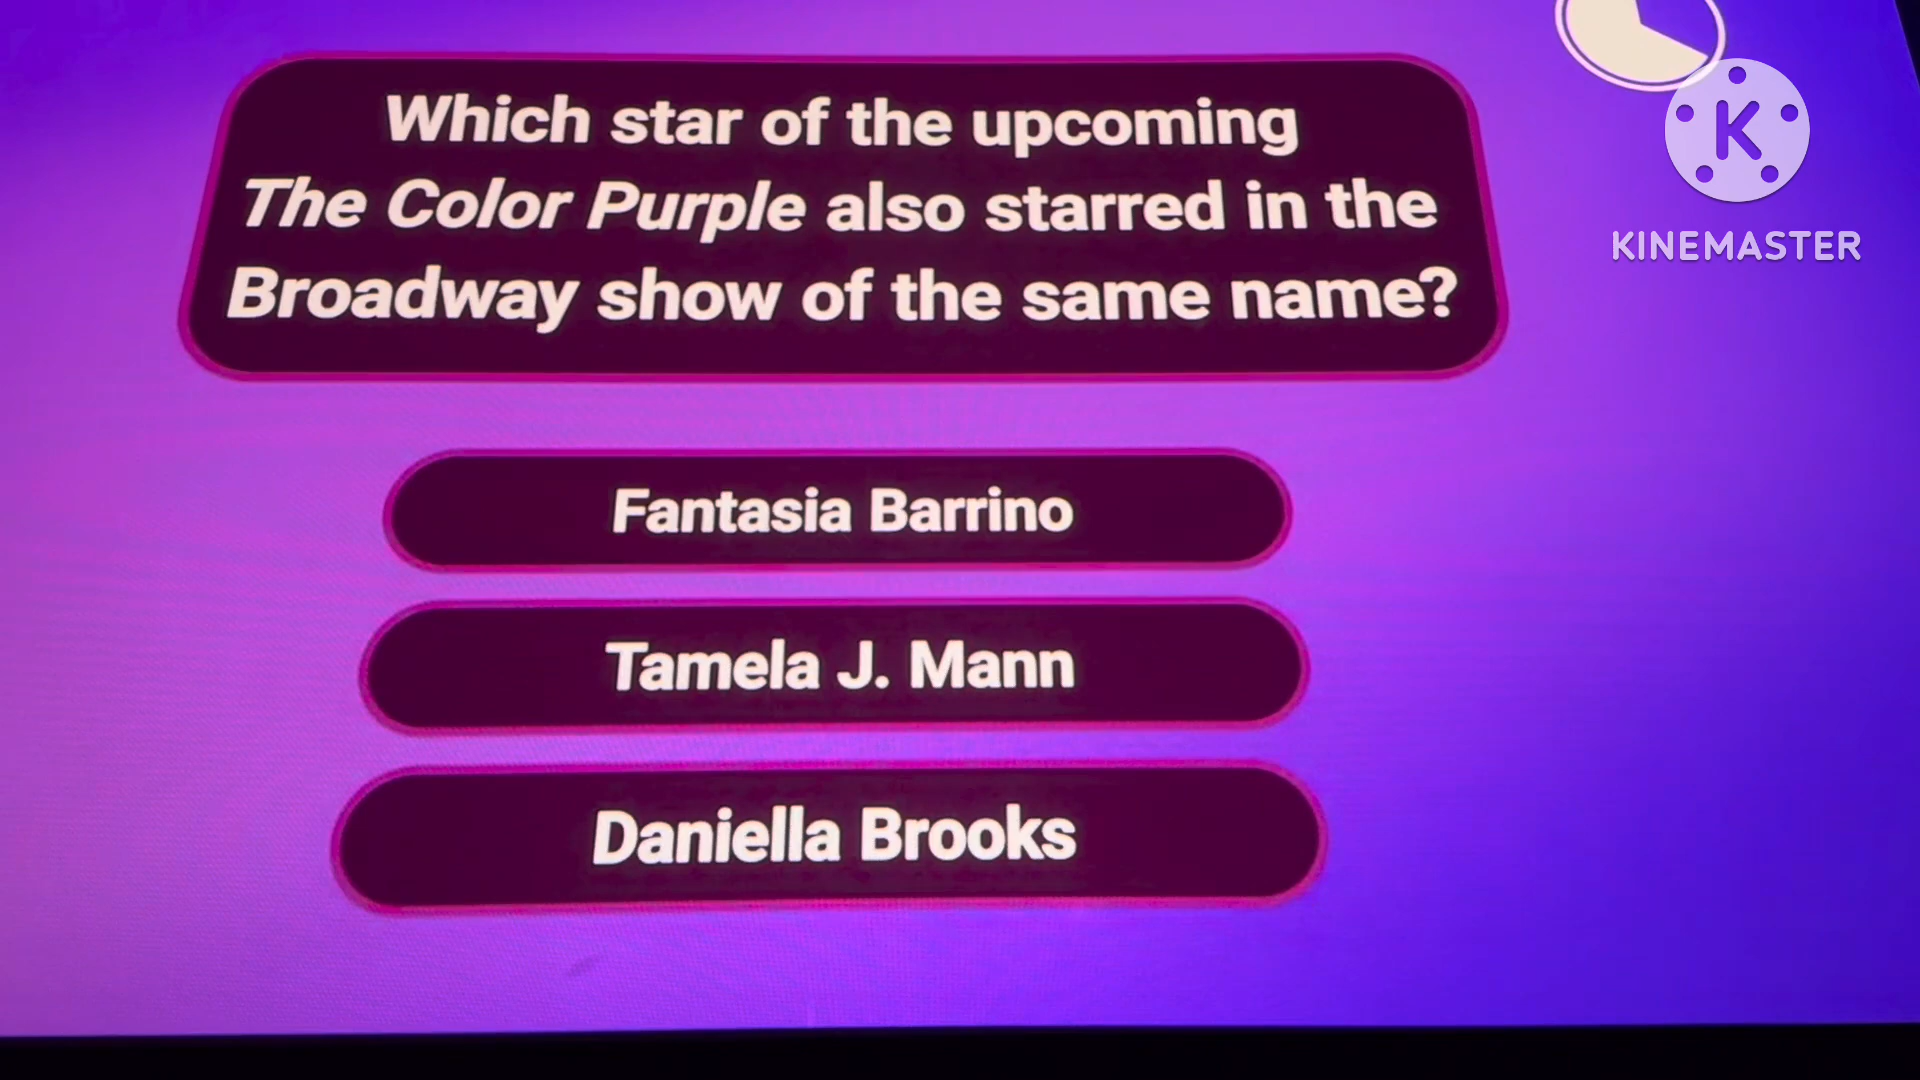 Which star of the upcoming
The Color Purple also starred in the
Broadway show of the same name?
K
KINEMASTER
Fantasia Barrino
Tamela J. Mann
Daniella Brooks